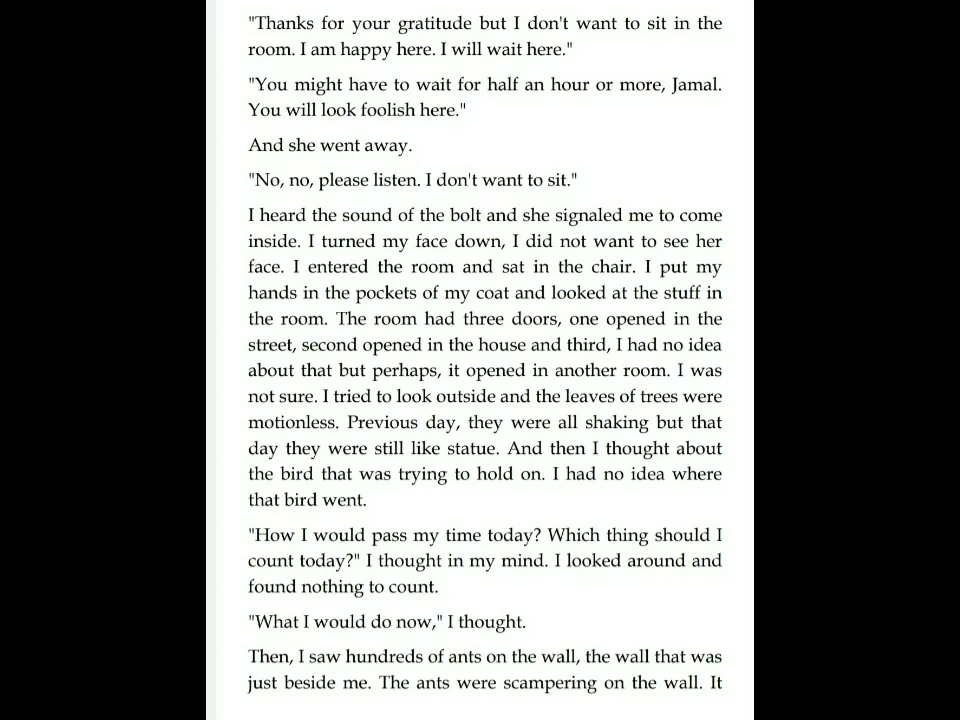 "Thanks for your gratitude but I don't want to sit in the
room. I am happy here. I will wait here."
"You might have to wait for half an hour or more, Jamal.
You will look foolish here."
And she went away.
"No, no, please listen. I don't want to sit."
I heard the sound of the bolt and she signaled me to come
inside. I turned my face down, I did not want to see her
face. I entered the room and sat in the chair. I put my
hands in the pockets of my coat and looked at the stuff in
the room. The room had three doors, one opened in the
street, second opened in the house and third, I had no idea
about that but perhaps, it opened in another room. I was
not sure. I tried to look outside and the leaves of trees were
motionless. Previous day, they were all shaking but that
day they were still like statue. And then I thought about
the bird that was trying to hold on. I had no idea where
that bird went.
"How I would pass my time today? Which thing should I
count today?" I thought in my mind. I looked around and
found nothing to count.
"What I would do now," I thought.
Then, I saw hundreds of ants on the wall, the wall that was
just beside me. The ants were scampering on the wall. It